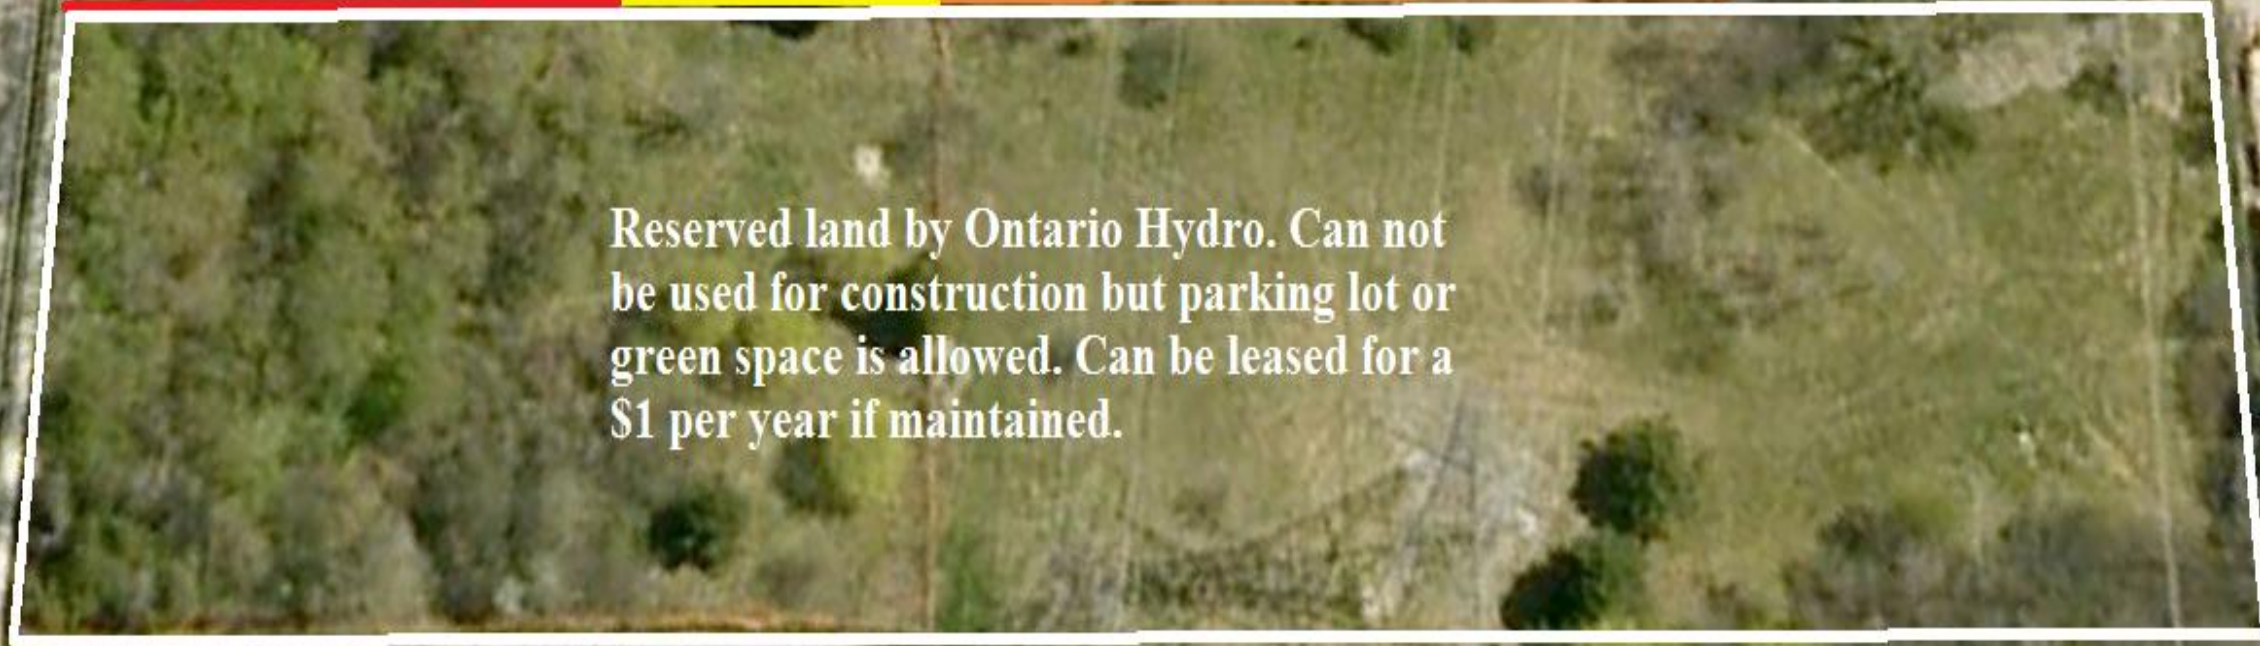 Reserved land by Ontario Hydro. Can not
be used for construction but parking lot or
green space is allowed. Can be leased for a
$1 per year if maintained.